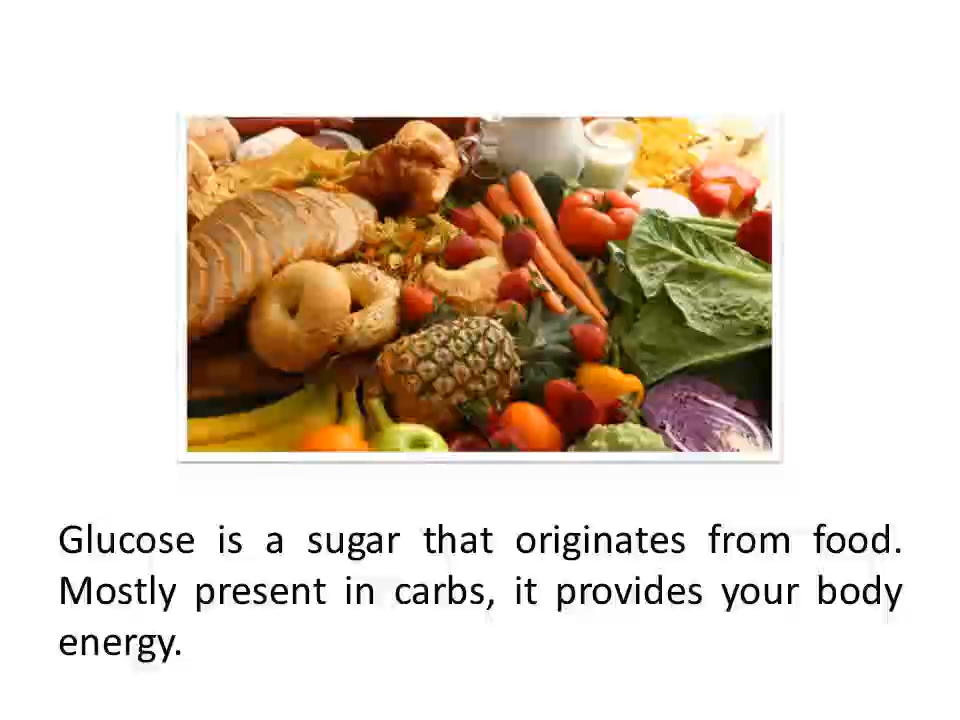 Glucose is a sugar that originates from food.
Mostly present in carbs, it provides your body
energy.